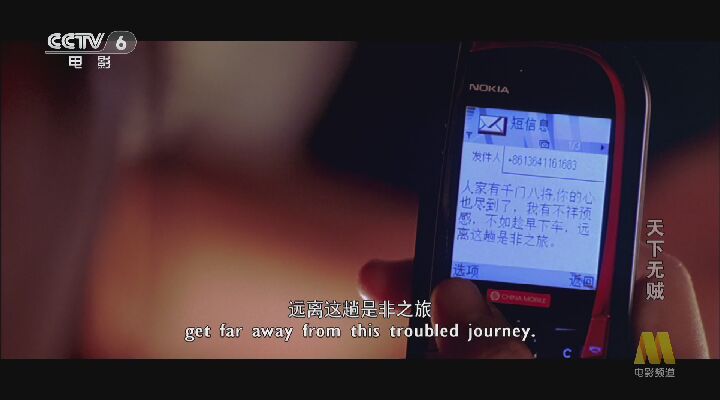 CCTV 6
电影
NOKIA
短信息
1/3
发件人
+8613641161683
人家有千门八将,你的心
也尽到了，我有不祥预
感，不如趁早下车，远
离这趟是非之旅。
选项
返回
CHINA MOBILE
C
天下无贼
远离这趟是非之旅
get far away from this troubled journey.
电影频道